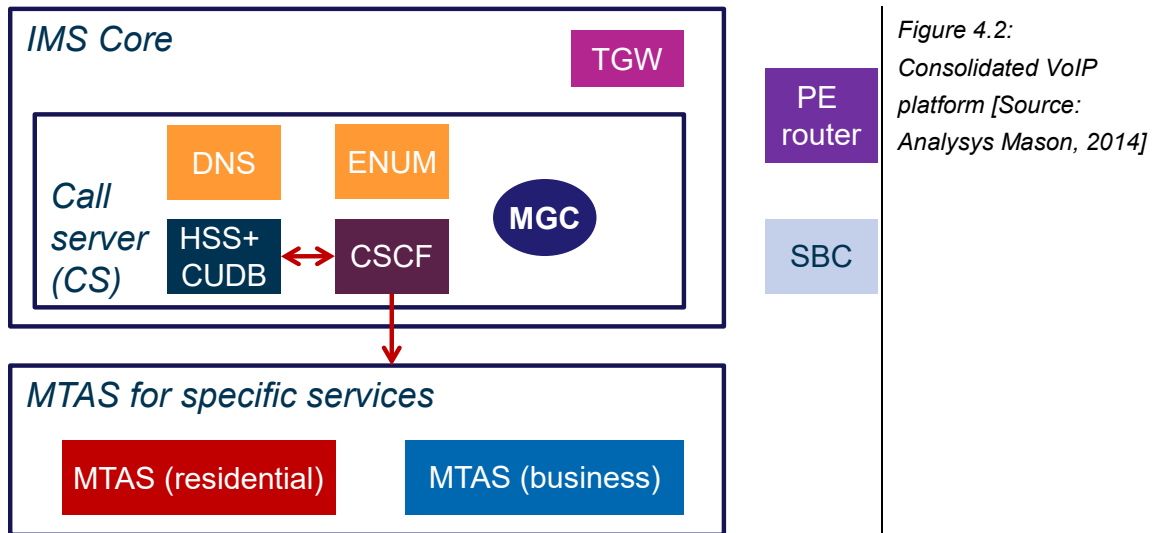 IMS Core
TGW
DNS
ENUM
Call
server
(CS)
MGC
HSS+
CUDB
CSCF
PE
router
SBC
MTAS for specific services
MTAS (residential)
MTAS (business)
Figure 4.2:
Consolidated VoIP
platform [Source:
Analysys Mason, 2014]